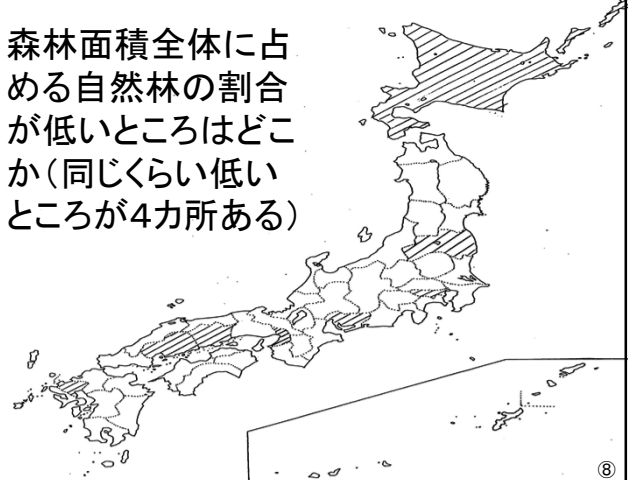 森林面積全体に占
める自然林の割合
が低いところはどこ
か（同じくらい低い
ところが４カ所ある）
⑧